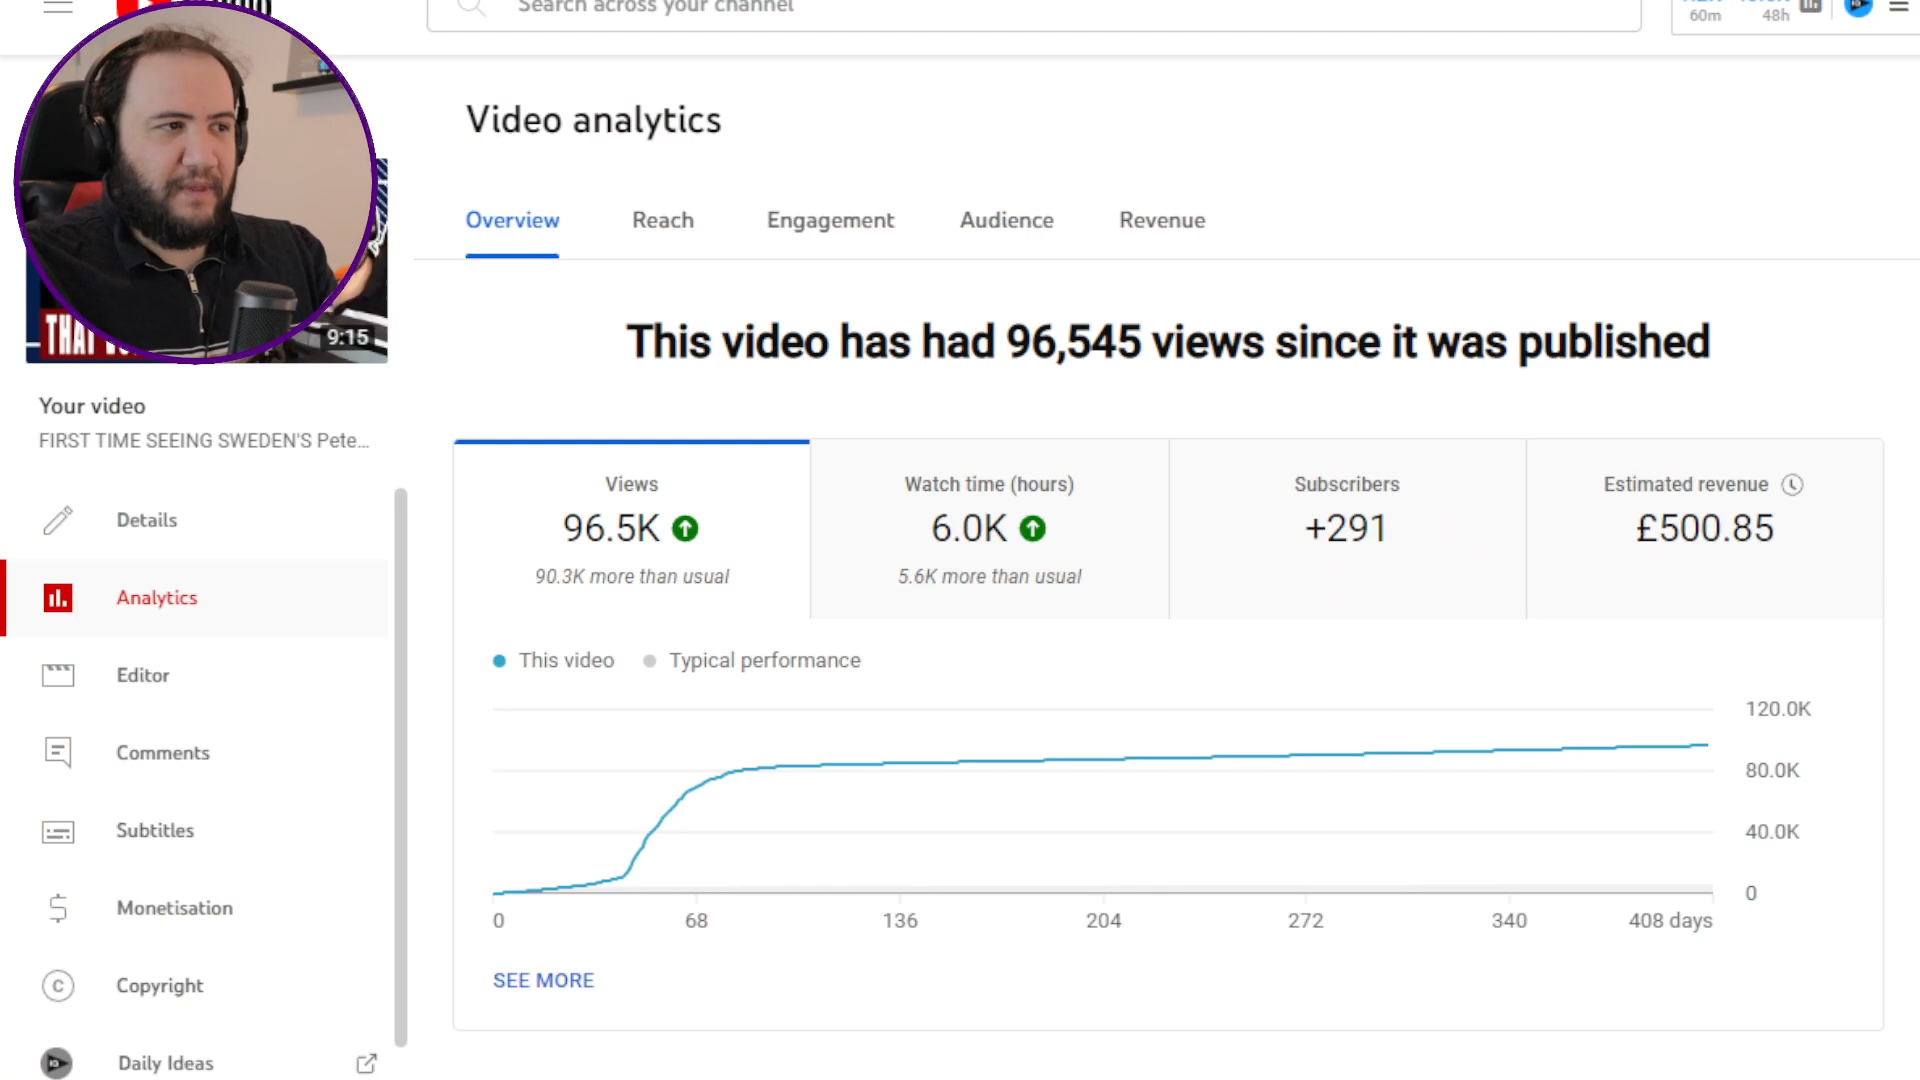 Search across your channel
60m 48h
Video analytics
Overview Reach Engagement Audience Revenue
This video has had 96,545 views since it was published
9:15
Your video
FIRST TIME SEEING SWEDEN'S Pete...
Details
Analytics
Editor
Comments
Subtitles
Monetisation
Copyright
Daily Ideas
Views
96.5K
90.3K more than usual
Watch time (hours)
6.0K
5.6K more than usual
Subscribers
+291
Estimated revenue
£500.85
This video Typical performance
120.0K
80.0K
40.0K
0
0 68 136 204 272 340 408 days
SEE MORE